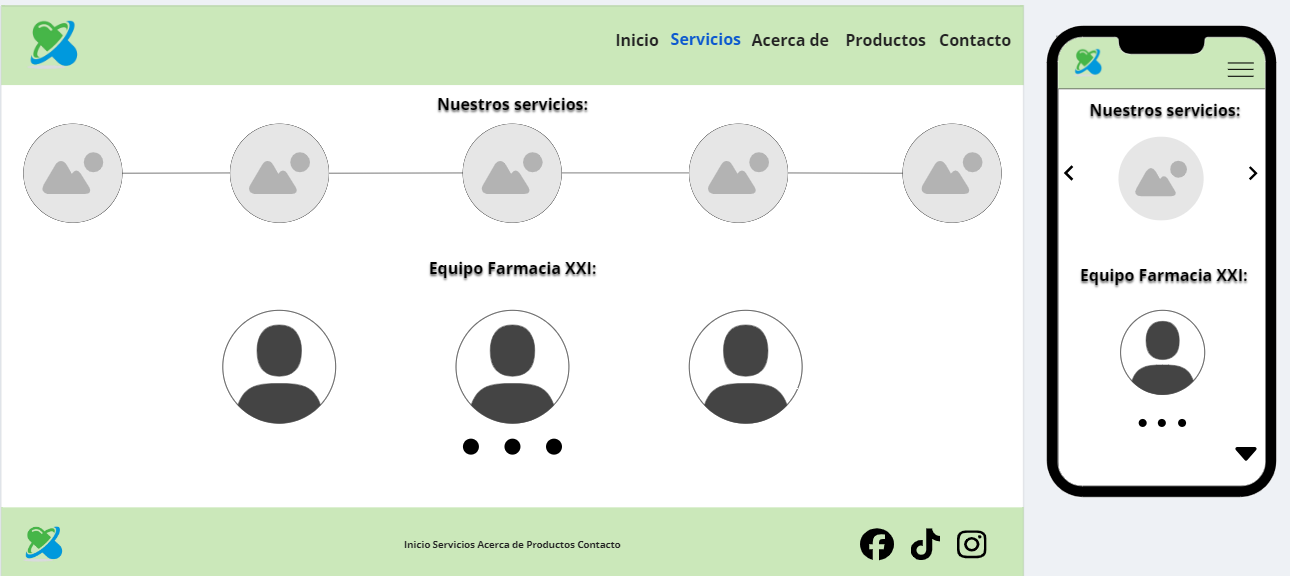 Inicio Servicios Acerca de Productos Contacto
Nuestros servicios:
Equipo Farmacia XXI:
Inicio Servicios Acerca de Productos Contacto
Nuestros servicios:
Equipo Farmacia XXI: